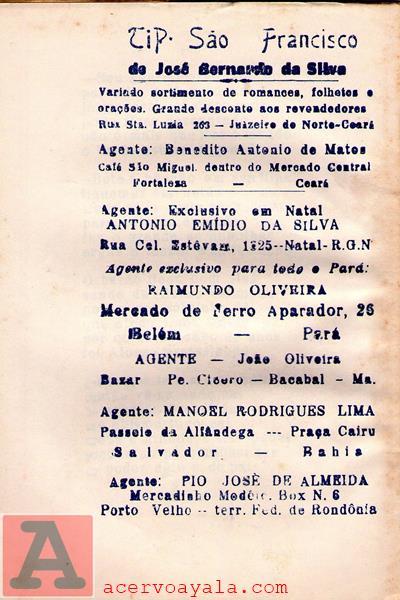 TIP. São Francisco
de José Bernardo da Silva
Variado sortimento de romances, folhetos e
orações. Grande desconto aos revendedores
Rua Sta. Luzia 263 — Juàzeiro do Norte-Ceará
Agente: Benedito Antonio de Matos
Café São Miguel, dentro do Mercado Central
Fortaleza — Ceará
Agente: Exclusivo em Natal
ANTONIO EMÍDIO DA SILVA
Rua Cel. Estêvam, 1325--Natal-R.G.N
Agente exclusivo para todo o Pará:
RAIMUNDO OLIVEIRA
Mercado de Ferro Aparador, 26
Belém — Pará
AGENTE — João Oliveira
Bazar Pe. Cicero — Bacabal — Ma.
Agente: MANOEL RODRIGUES LIMA
Passeio da Alfândega --- Praça Cairu
Salvador — Bahia
Agente: PIO JOSÈ DE ALMEIDA
Mercadinho Modêlo. Box N. 6
Porto Velho -- terr. Fed. de Rondônia
A
acervoayala.com